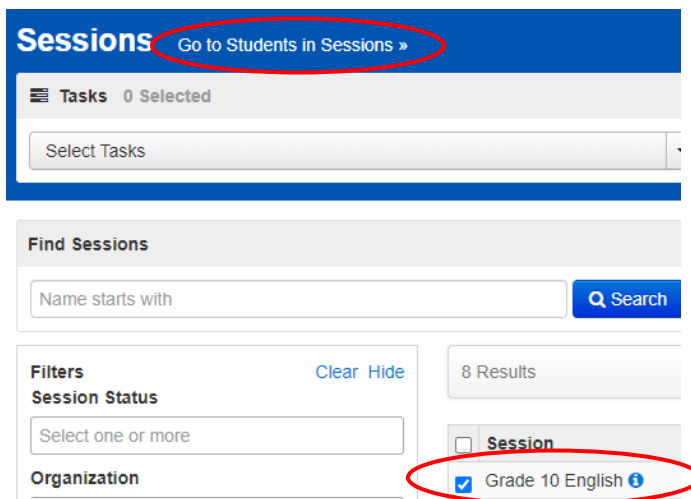 Sessions Go to Students in Sessions »
Tasks 0 Selected
Select Tasks
Find Sessions
Name starts with
Search
Filters Clear Hide
Session Status
Select one or more
Organization
8 Results
Session
Grade 10 English